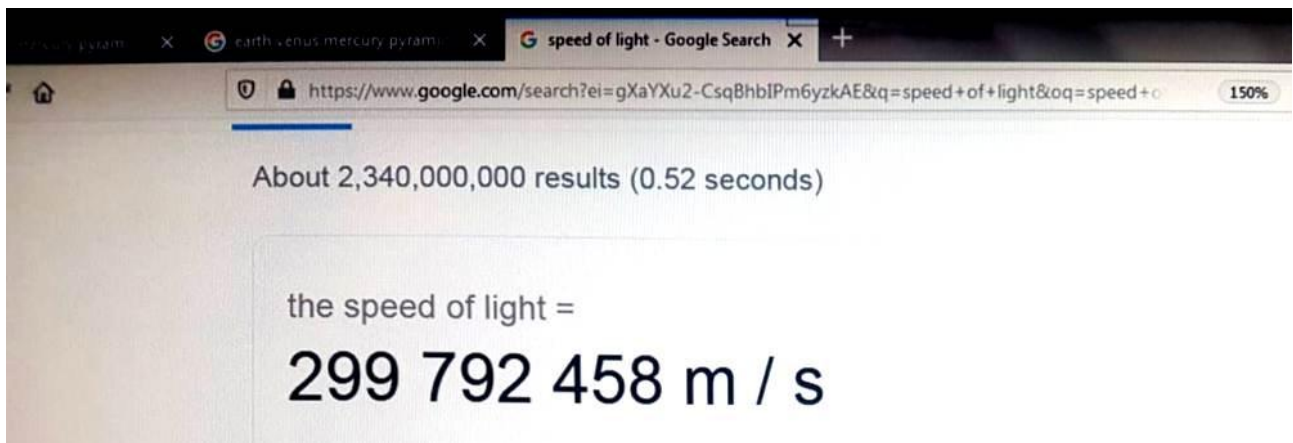 earth venus mercury pyrami
speed of light - Google Search
https://www.google.com/search?ei=gXaYXu2-CsqBhbIPm6yzkAE&q=speed+of+light&oq=speed+o
150%
About 2,340,000,000 results (0.52 seconds)
the speed of light =
299 792 458 m / s